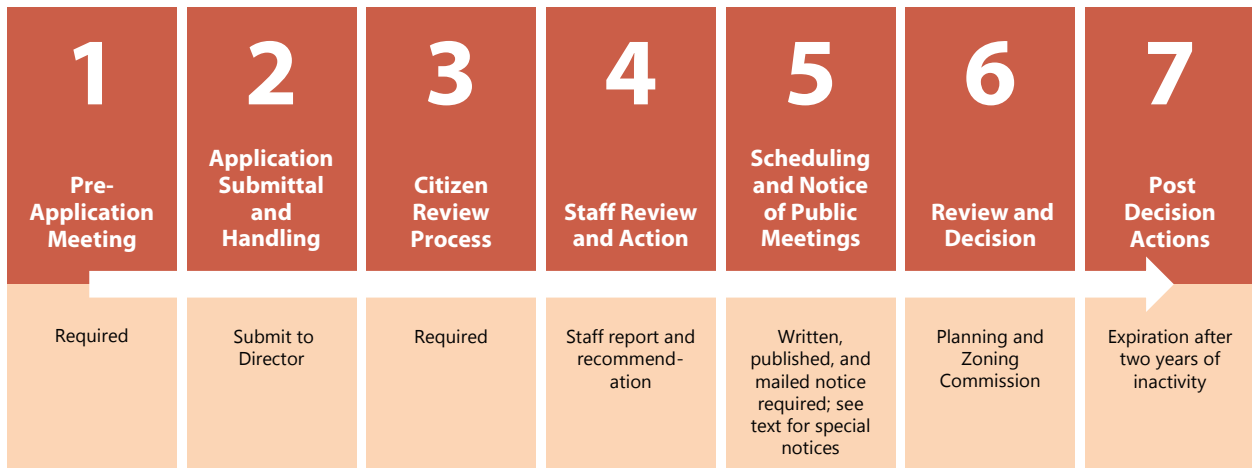 1
Pre-
Application
Meeting
Required
2
Application
Submittal
and
Handling
Submit to
Director
3
Citizen
Review
Process
Required
4
Staff Review
and Action
Staff report and
recommend-
ation
5
Scheduling
and Notice
of Public
Meetings
Written,
published, and
mailed notice
required; see
text for special
notices
6
Review and
Decision
Planning and
Zoning
Commission
7
Post
Decision
Actions
Expiration after
two years of
inactivity